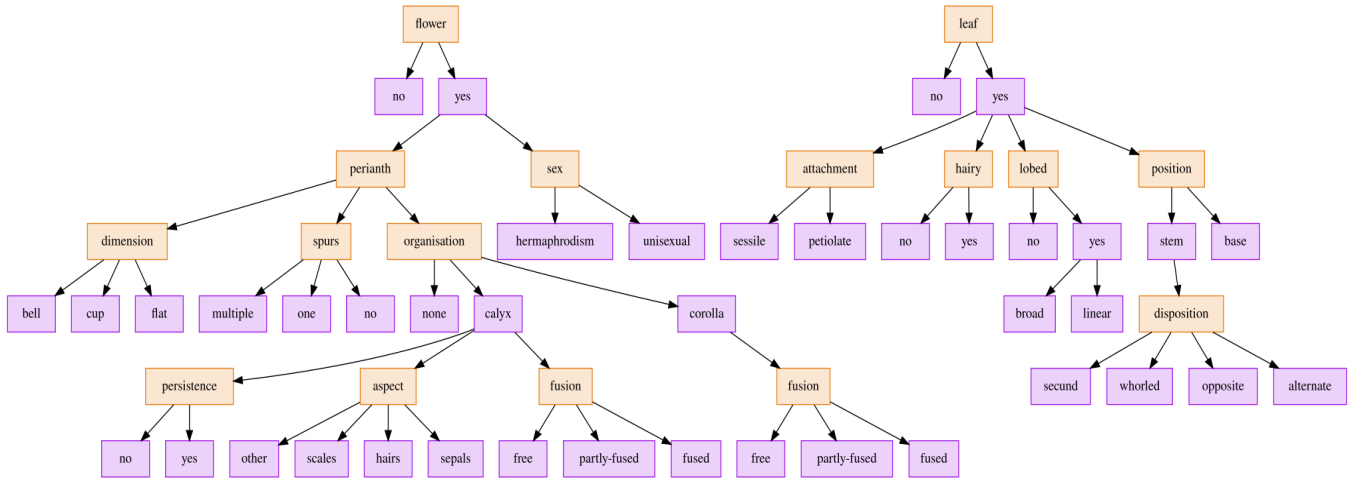 flower leaf
no yes no yes
perianth sex attachment hairy lobed position
dimension spurs organisation hermaphrodism unisexual sessile petiolate no yes no yes stem base
bell cup flat multiple one no none calyx corolla broad linear disposition
persistence aspect fusion fusion secund whorled opposite alternate
no yes other scales hairs sepals free partly-fused fused free partly-fused fused